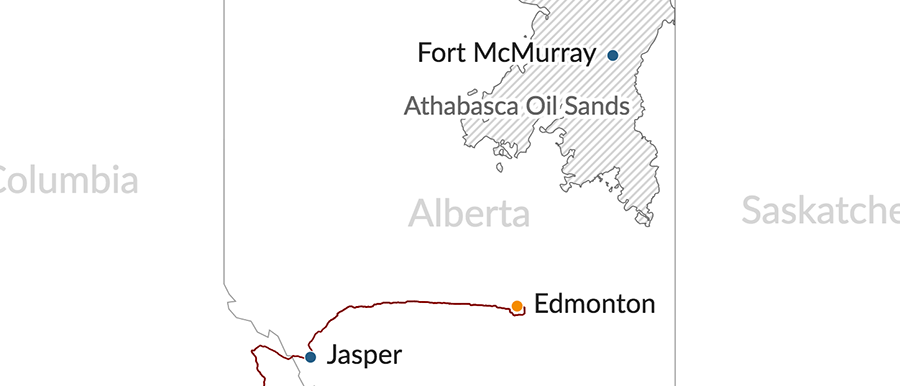 Fort McMurray
Athabasca Oil Sands
Columbia
Alberta
Saskatche
Edmonton
Jasper